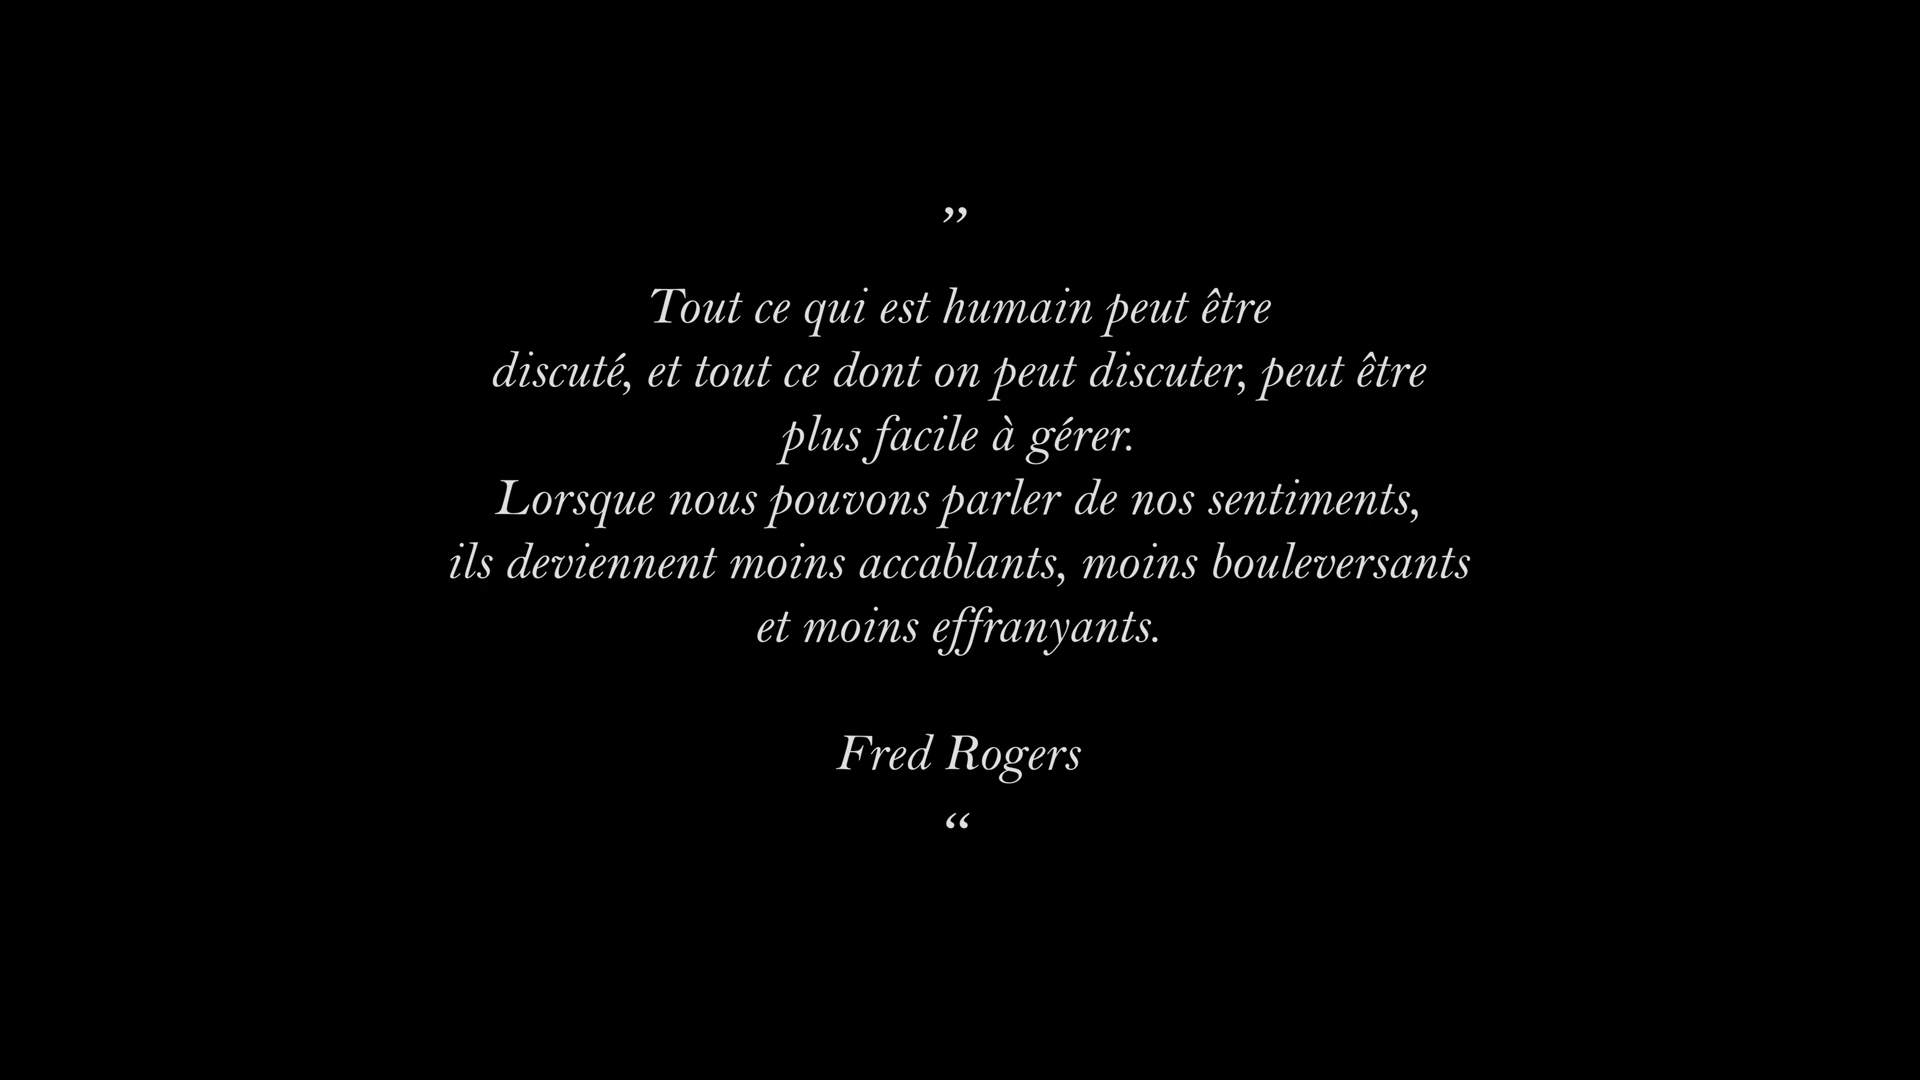 ”
Tout ce qui est humain peut être
discuté, et tout ce dont on peut discuter, peut être
plus facile à gérer.
Lorsque nous pouvons parler de nos sentiments,
ils deviennent moins accablants, moins bouleversants
et moins effranyants.
Fred Rogers
“